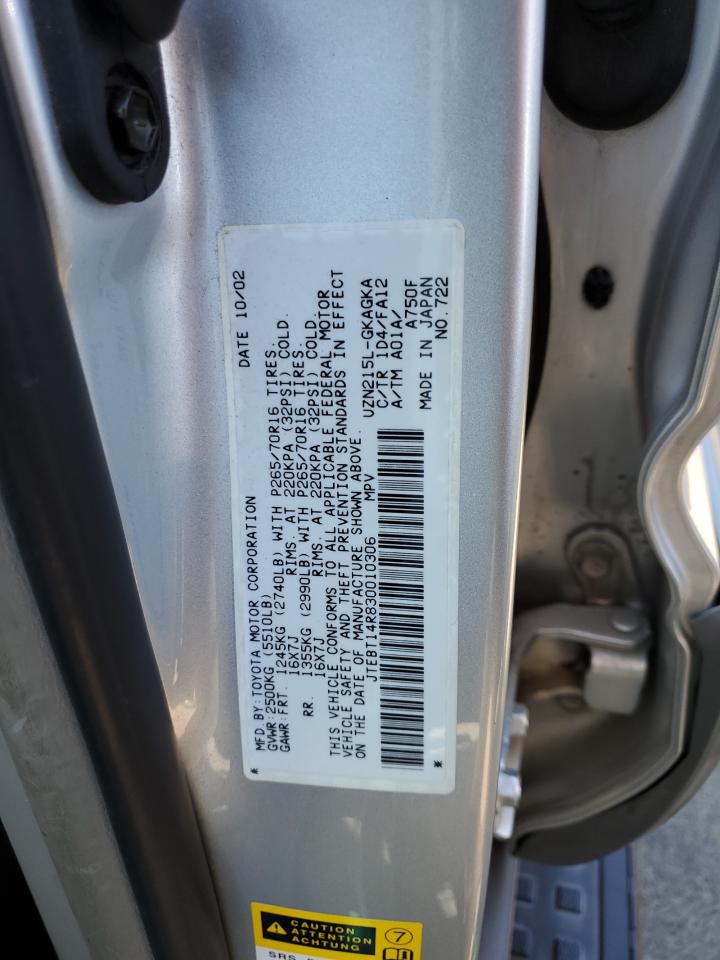 MFD. BY: TOYOTA MOTOR CORPORATION DATE 10/02
GVWR: 2500KG (5510LB)
GAWR: FRT. 1245KG (2740LB) WITH P265/70R16 TIRES.
16X7J RIMS. AT 220KPA (32PSI) COLD.
RR. 1355KG (2990LB) WITH P265/70R16 TIRES.
16X7J RIMS. AT 220KPA (32PSI) COLD.
THIS VEHICLE CONFORMS TO ALL APPLICABLE FEDERAL MOTOR
VEHICLE SAFETY AND THEFT PREVENTION STANDARDS IN EFFECT
ON THE DATE OF MANUFACTURE SHOWN ABOVE.
JTEBT14R830010306 MPV
UZN215L-GKAGKA
C/TR 1D4/FA12
A/TM A01A/
A750F
MADE IN JAPAN
NO.722
CAUTION
ATTENTION
ACHTUNG
7
SRS